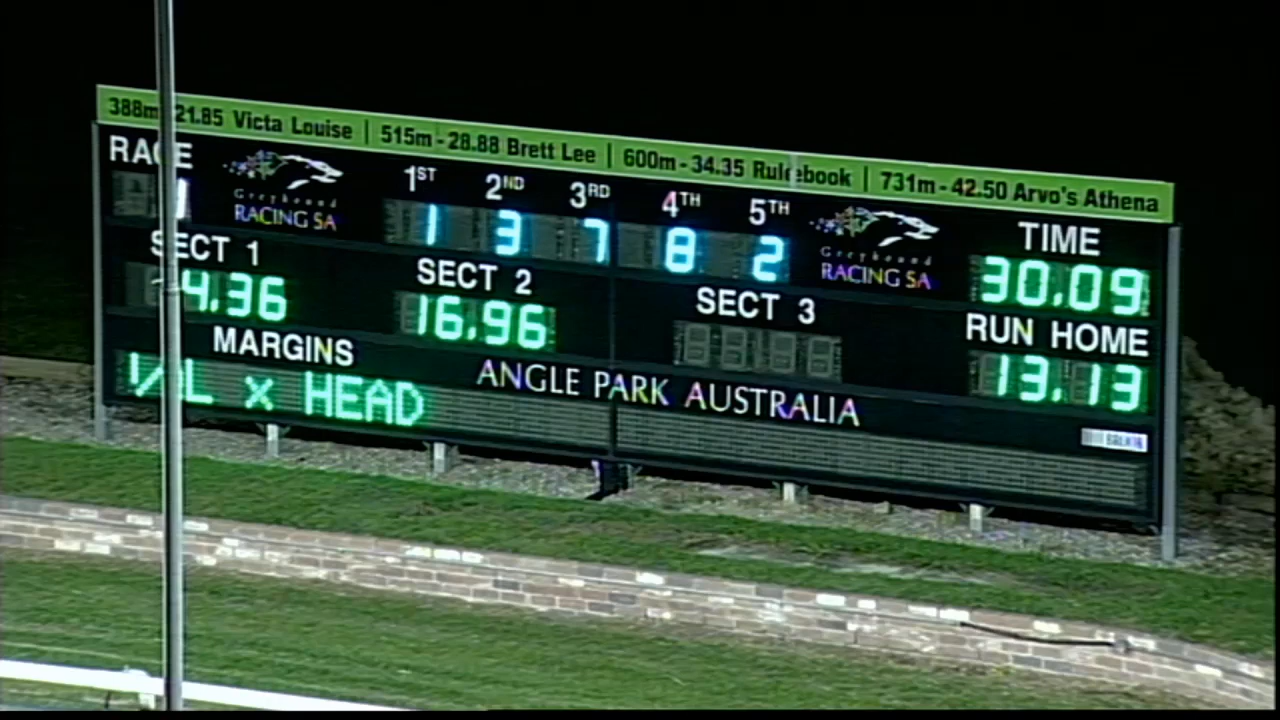 388m - 21.85 Victa Louise | 515m - 28.88 Brett Lee | 600m - 34.35 Rulebook | 731m - 42.50 Arvo's Athena
RACE
Greyhound
RACING SA
1ST 2ND 3RD 4TH 5TH
1 3 7 8 2
Greyhound
RACING SA
TIME
30.09
SECT 1
4.36
SECT 2
16.96
SECT 3
RUN HOME
13.13
MARGINS
x HEAD
ANGLE PARK AUSTRALIA